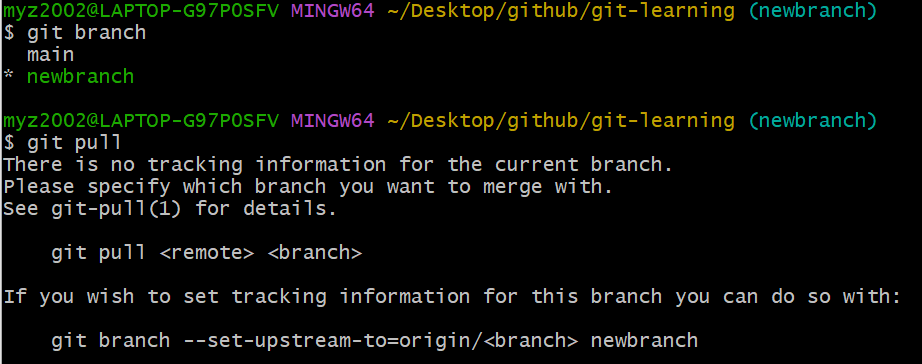 myz2002@LAPTOP-G97P0SFV MINGW64 ~/Desktop/github/git-learning (newbranch)
$ git branch
  main
* newbranch

myz2002@LAPTOP-G97P0SFV MINGW64 ~/Desktop/github/git-learning (newbranch)
$ git pull
There is no tracking information for the current branch.
Please specify which branch you want to merge with.
See git-pull(1) for details.

    git pull <remote> <branch>

If you wish to set tracking information for this branch you can do so with:

    git branch --set-upstream-to=origin/<branch> newbranch